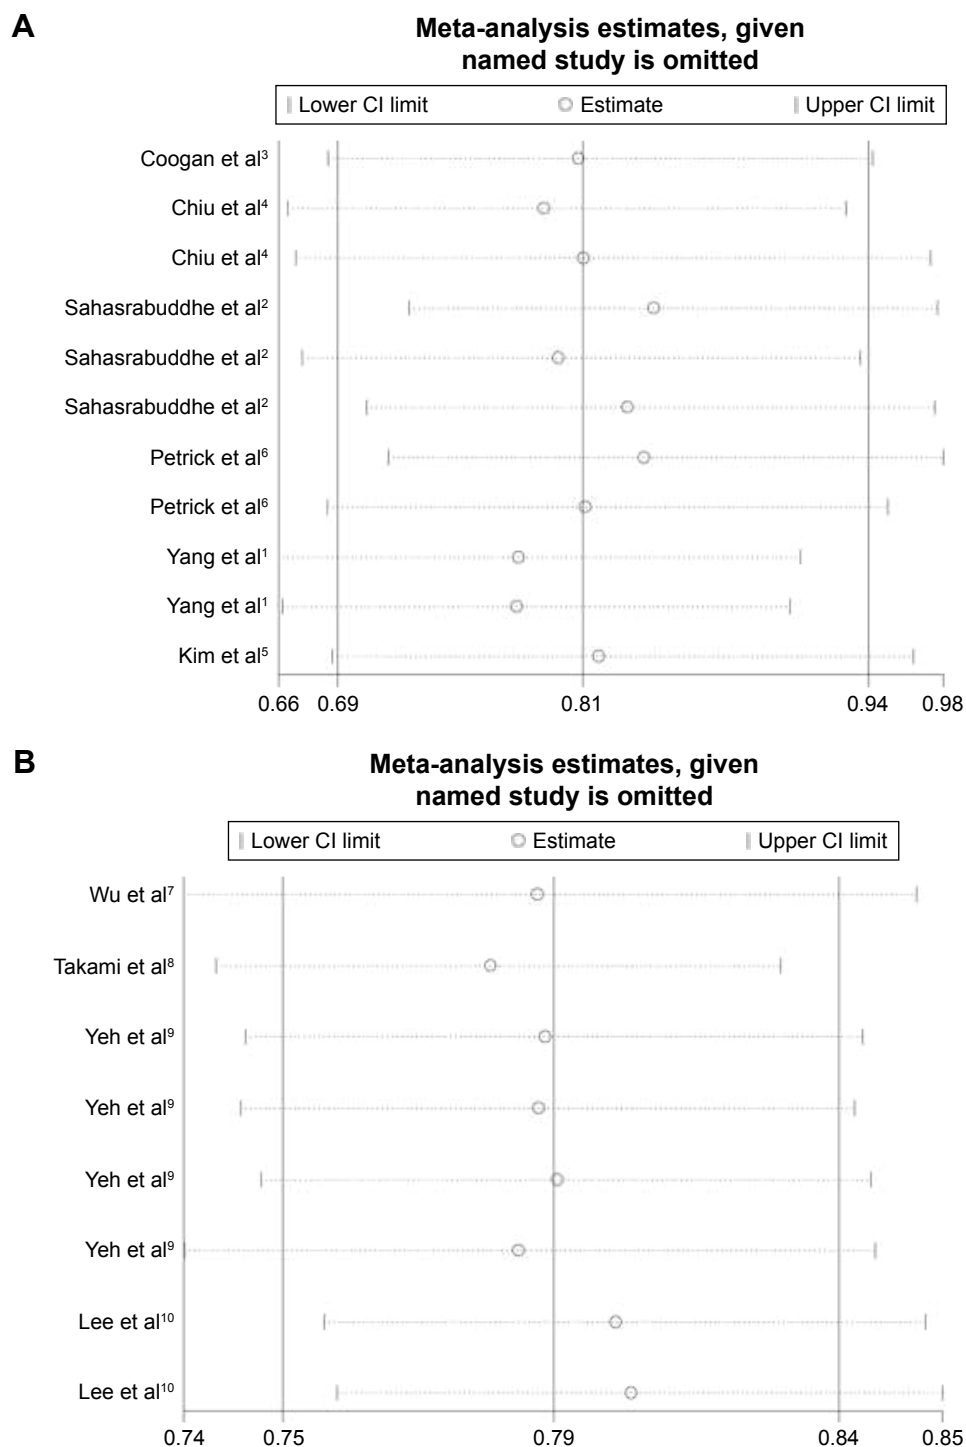 A
Meta-analysis estimates, given
named study is omitted
Lower CI limit Estimate Upper CI limit
Coogan et al³
Chiu et al⁴
Chiu et al⁴
Sahasrabuddhe et al²
Sahasrabuddhe et al²
Sahasrabuddhe et al²
Petrick et al⁶
Petrick et al⁶
Yang et al¹
Yang et al¹
Kim et al⁵
0.66 0.69 0.81 0.94 0.98
B
Meta-analysis estimates, given
named study is omitted
Lower CI limit Estimate Upper CI limit
Wu et al⁷
Takami et al⁸
Yeh et al⁹
Yeh et al⁹
Yeh et al⁹
Yeh et al⁹
Lee et al¹⁰
Lee et al¹⁰
0.74 0.75 0.79 0.84 0.85